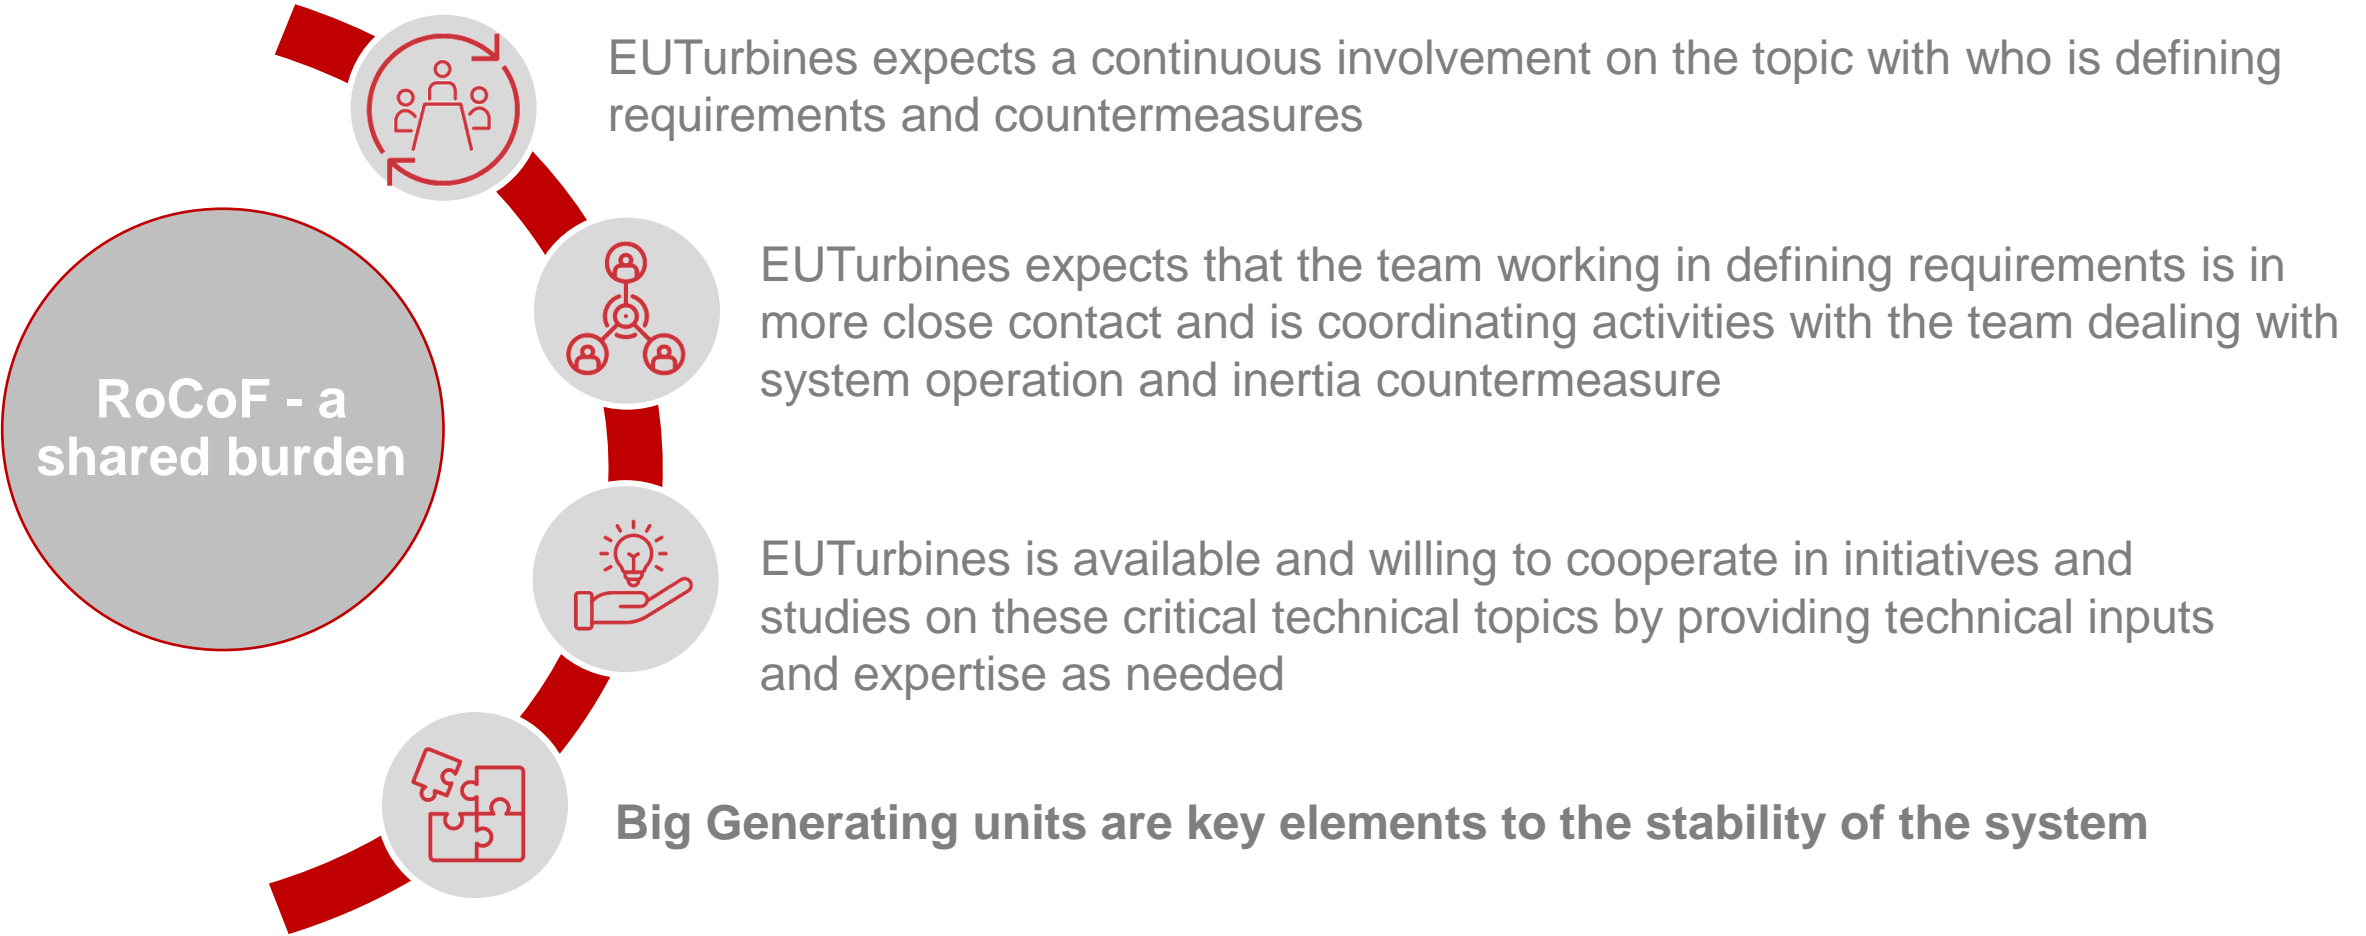 RoCoF - a
shared burden
EUTurbines expects a continuous involvement on the topic with who is defining
requirements and countermeasures
EUTurbines expects that the team working in defining requirements is in
more close contact and is coordinating activities with the team dealing with
system operation and inertia countermeasure
EUTurbines is available and willing to cooperate in initiatives and
studies on these critical technical topics by providing technical inputs
and expertise as needed
Big Generating units are key elements to the stability of the system